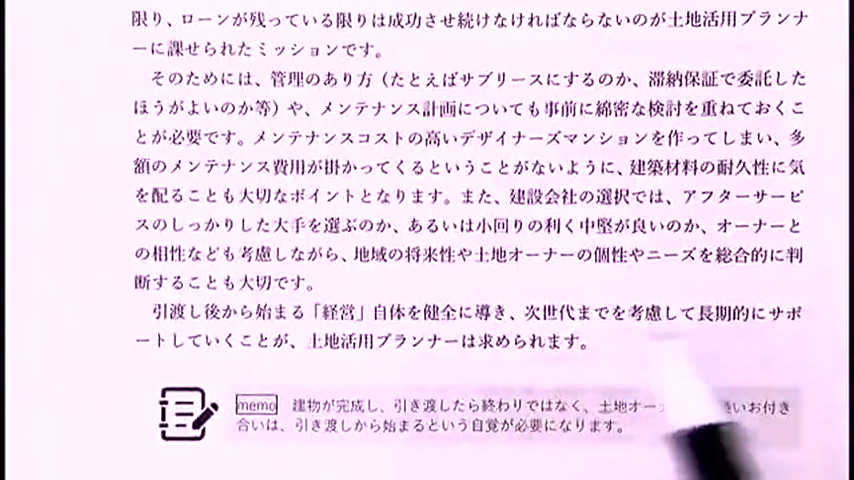 限り、ローンが残っている限りは成功させ続けなければならないのが土地活用プランナ
ーに課せられたミッションです。
そのためには、管理のあり方（たとえばサブリースにするのか、滞納保証で委託した
ほうがよいのか等）や、メンテナンス計画についても事前に綿密な検討を重ねておくこ
とが必要です。メンテナンスコストの高いデザイナーズマンションを作ってしまい、多
額のメンテナンス費用が掛かってくるということがないように、建築材料の耐久性に気
を配ることも大切なポイントとなります。また、建設会社の選択では、アフターサービ
スのしっかりした大手を選ぶのか、あるいは小回りの利く中堅が良いのか、オーナーと
の相性なども考慮しながら、地域の将来性や土地オーナーの個性やニーズを総合的に判
断することも大切です。
引渡し後から始まる「経営」自体を健全に導き、次世代までを考慮して長期的にサポ
ートしていくことが、土地活用プランナーは求められます。
memo 建物が完成し、引き渡したら終わりではなく、土地オー いお付き
合いは、引き渡しから始まるという自覚が必要になります。